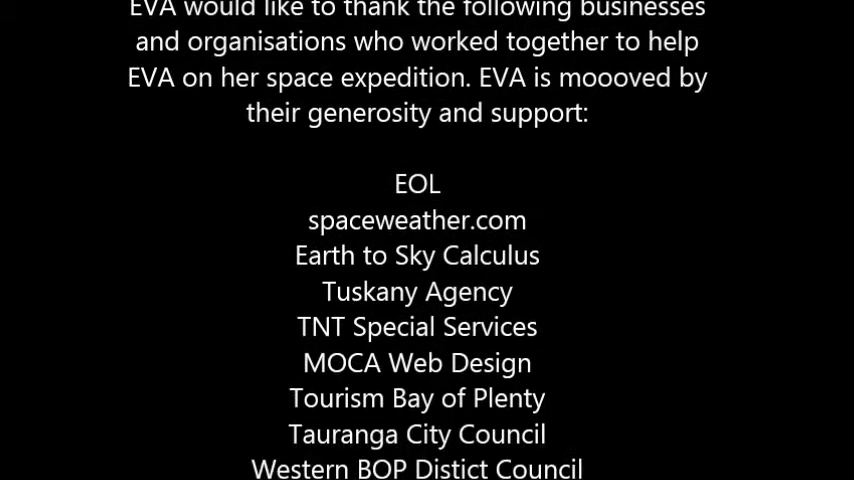 EVA would like to thank the following businesses
and organisations who worked together to help
EVA on her space expedition. EVA is moooved by
their generosity and support:
EOL
spaceweather.com
Earth to Sky Calculus
Tuskany Agency
TNT Special Services
MOCA Web Design
Tourism Bay of Plenty
Tauranga City Council
Western BOP Distict Council